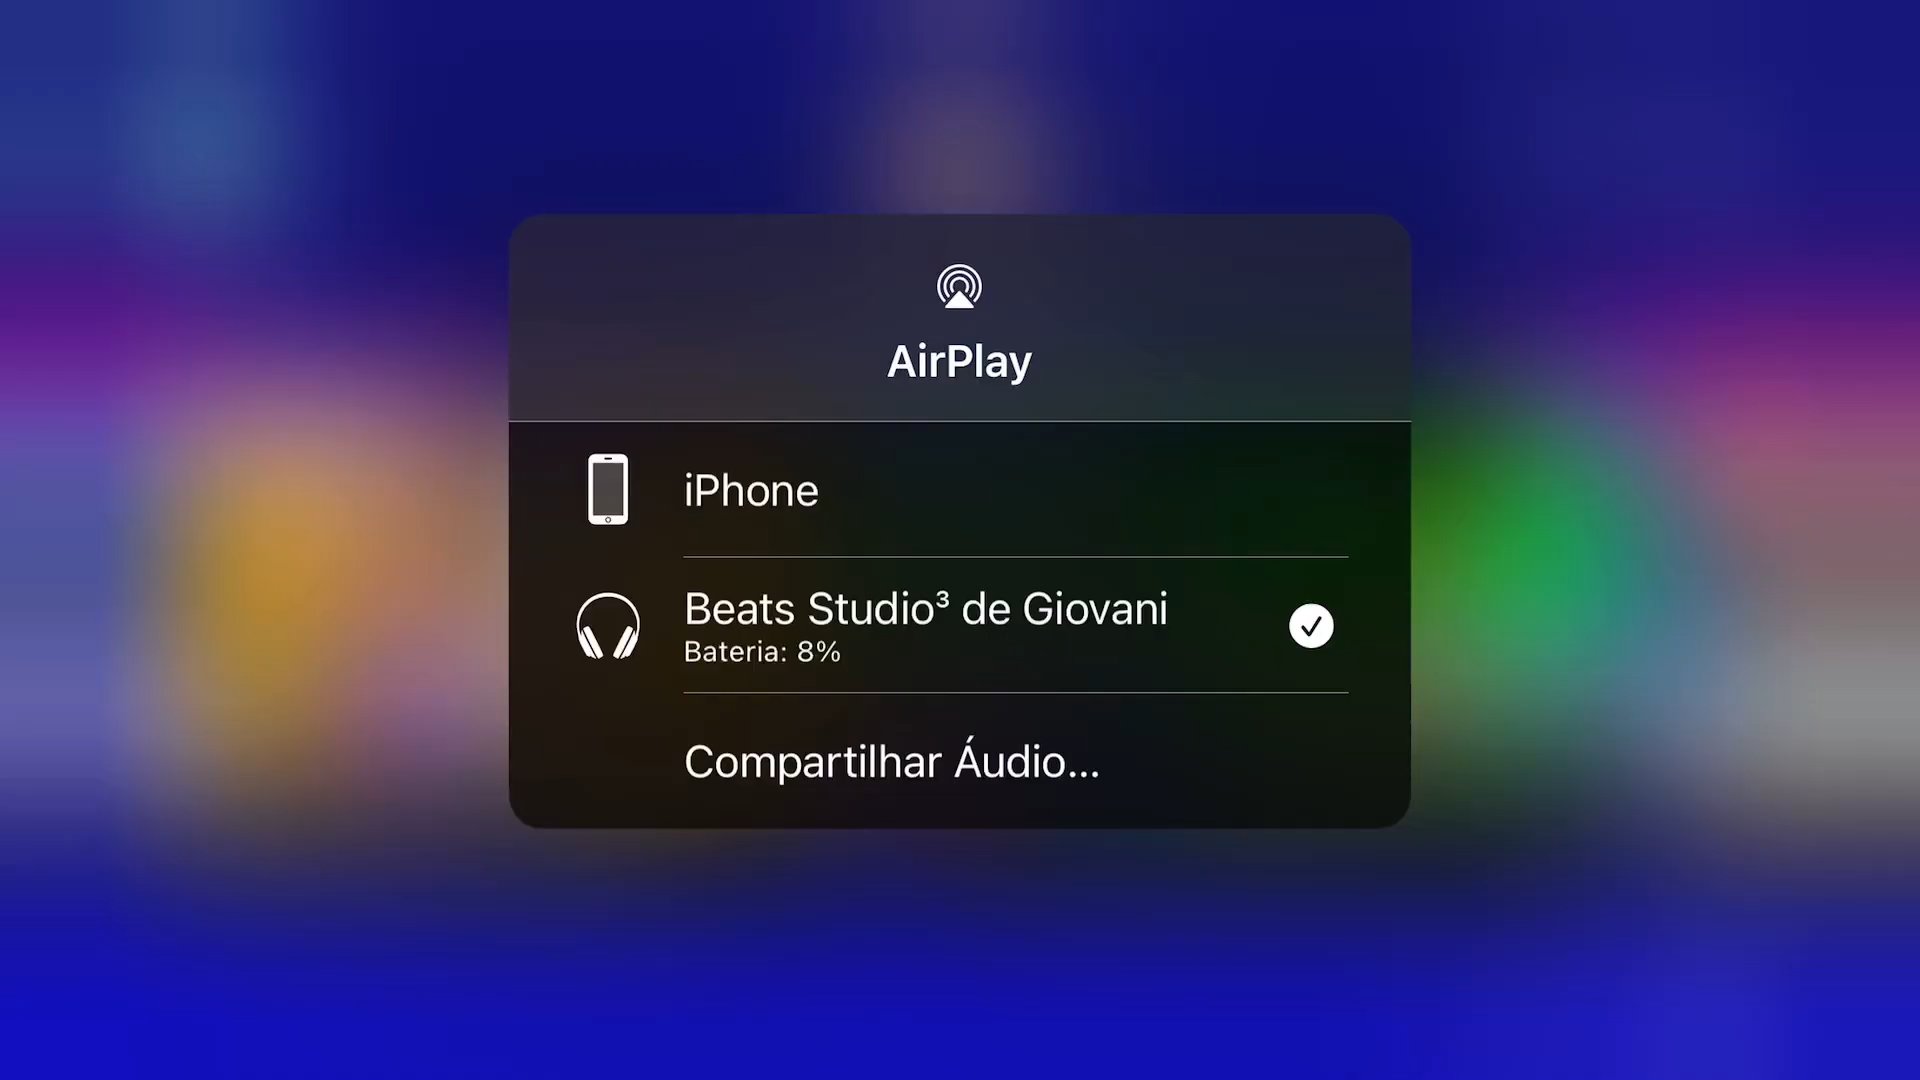 AirPlay
iPhone
Beats Studio³ de Giovani
Bateria: 8%
Compartilhar Áudio...